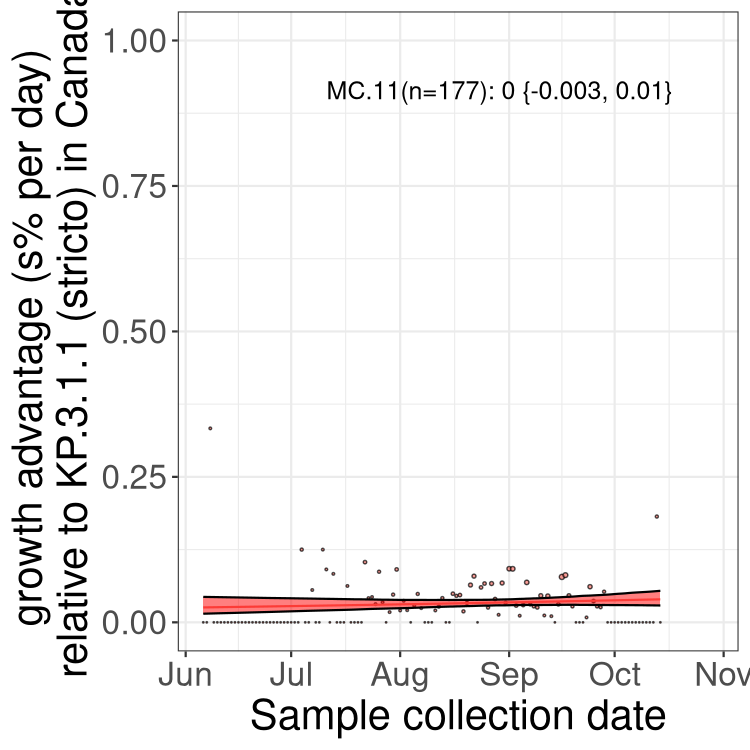 growth advantage (s% per day)
relative to KP.3.1.1 (stricto) in Canada
1.00
0.75
0.50
0.25
0.00
MC.11(n=177): 0 {-0.003, 0.01}
Jun Jul Aug Sep Oct Nov
Sample collection date